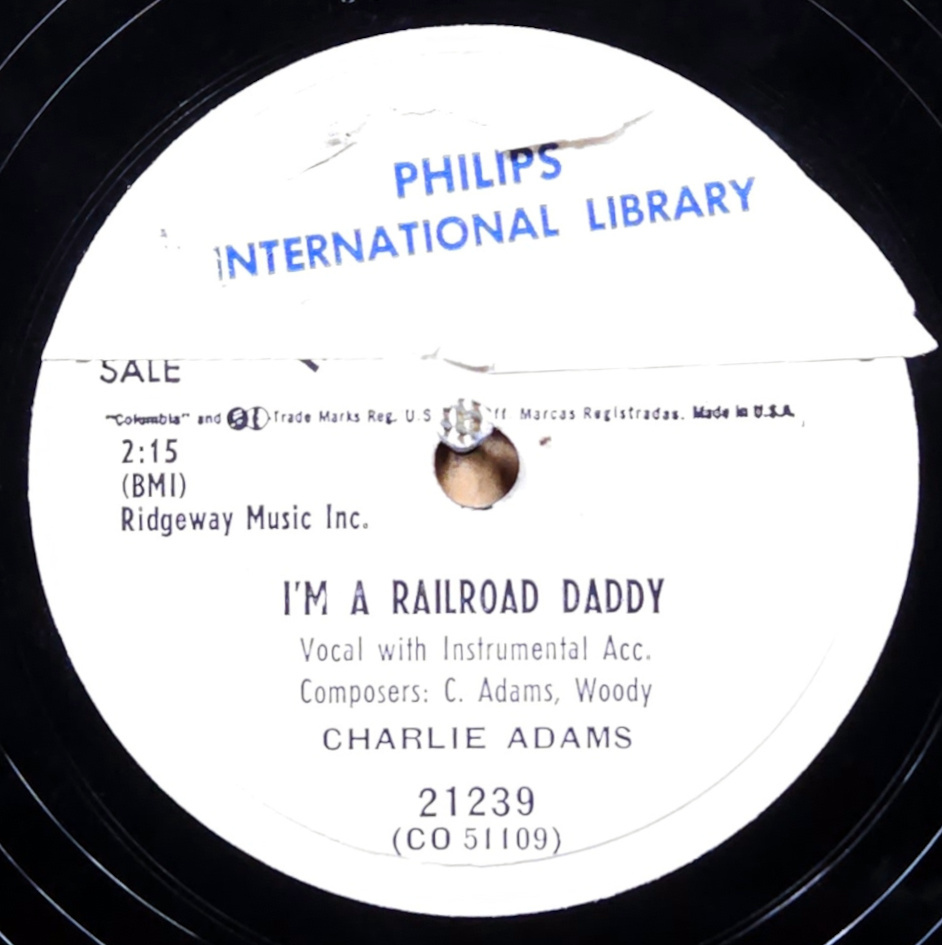 PHILIPS
INTERNATIONAL LIBRARY
SALE
"Columbia" and Trade Marks Reg. U.S ff Marcas Registradas. Made in U.S.A.
2:15
(BMI)
Ridgeway Music Inc.
I'M A RAILROAD DADDY
Vocal with Instrumental Acc.
Composers: C. Adams, Woody
CHARLIE ADAMS
21239
(CO 51109)